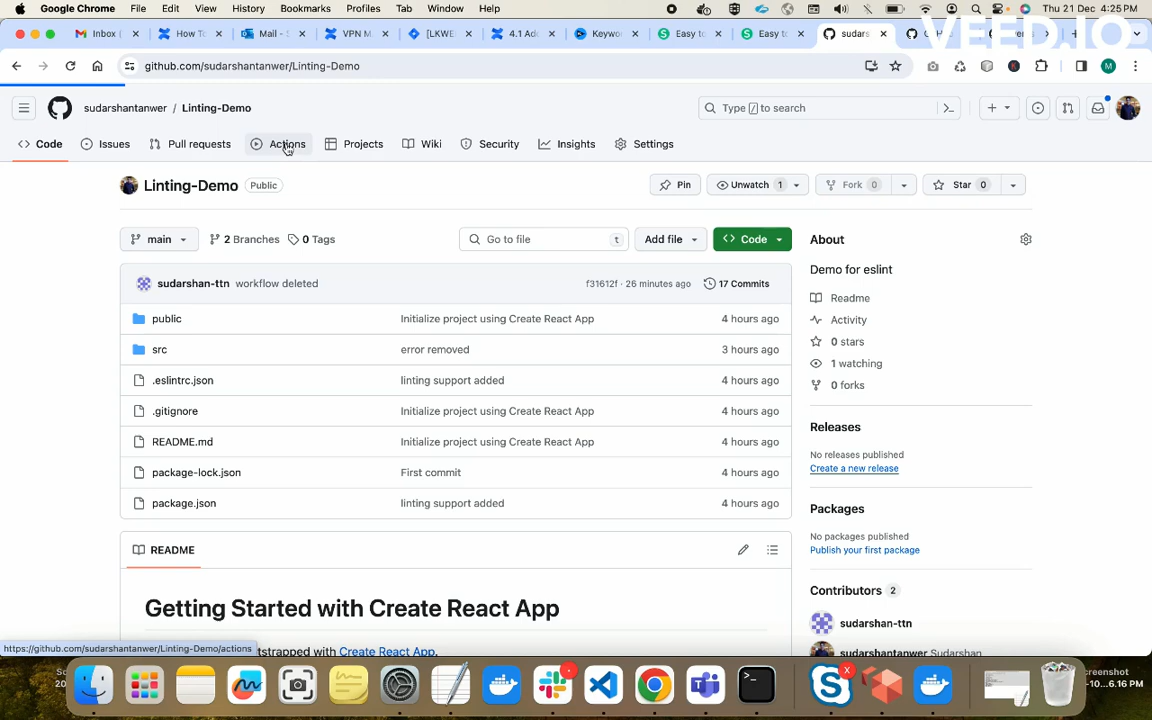 Google Chrome File Edit View History Bookmarks Profiles Tab Window Help Thu 21 Dec 4:25 PM
Inbox ( How To Mail - S VPN M [LKWE 4.1 Ad Keywo Easy to Easy to sudars
VEED.IO
github.com/sudarshantanwer/Linting-Demo M
sudarshantanwer / Linting-Demo Type / to search
Code Issues Pull requests Actions Projects Wiki Security Insights Settings
Linting-Demo Public Pin Unwatch 1 Fork 0 Star 0
main 2 Branches 0 Tags Go to file t Add file Code About
Demo for eslint
sudarshan-ttn workflow deleted f31612f · 26 minutes ago 17 Commits
Readme
public Initialize project using Create React App 4 hours ago
Activity
0 stars
src error removed 3 hours ago
1 watching
.eslintrc.json linting support added 4 hours ago
0 forks
.gitignore Initialize project using Create React App 4 hours ago
Releases
README.md Initialize project using Create React App 4 hours ago
No releases published
Create a new release
package-lock.json First commit 4 hours ago
package.json linting support added 4 hours ago
Packages
No packages published
Publish your first package
README
Contributors 2
Getting Started with Create React App
sudarshan-ttn
https://github.com/sudarshantanwer/Linting-Demo/actions
tstrapped with Create React App.
sudarshantanwer Sudarshan
creenshot
-10...6.16 PM